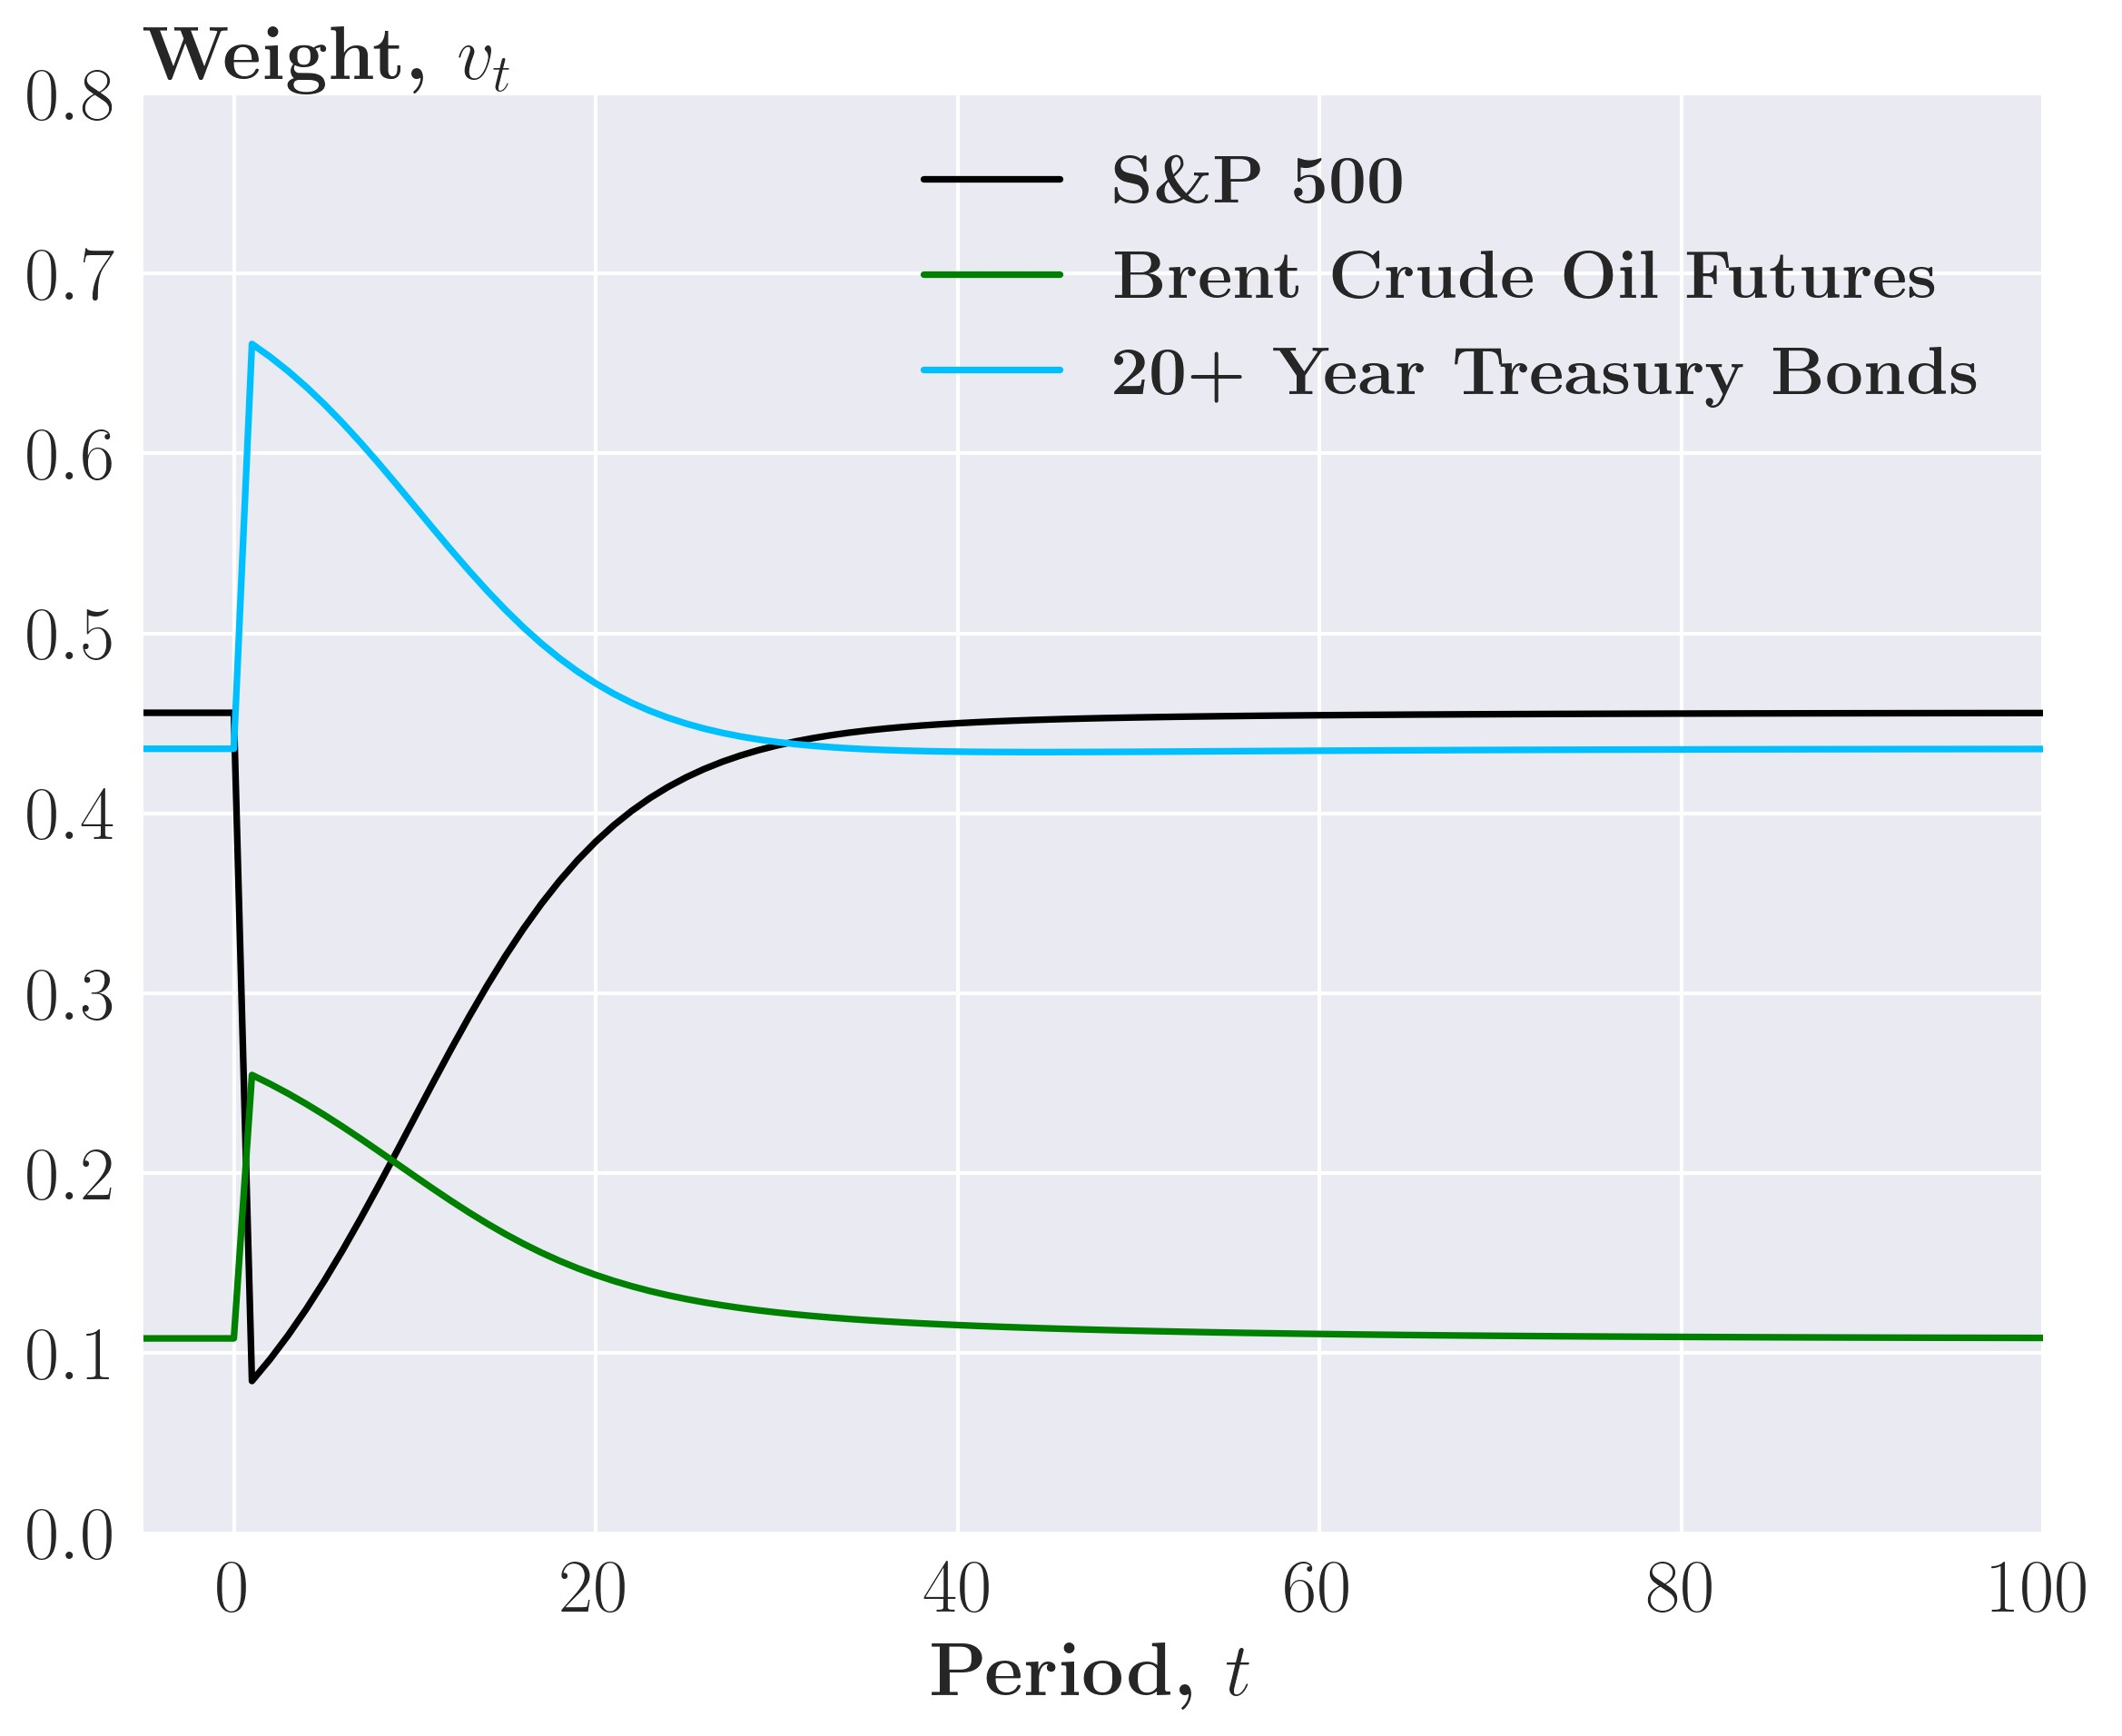 Weight, v_t
0.8
0.7
0.6
0.5
0.4
0.3
0.2
0.1
0.0
S&P 500
Brent Crude Oil Futures
20+ Year Treasury Bonds
0 20 40 60 80 100
Period, t